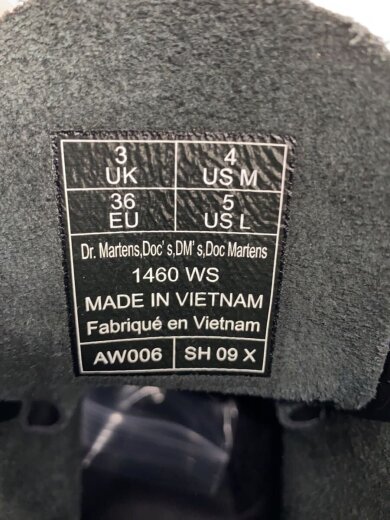 3 4
UK US M
36 5
EU US L
Dr. Martens,Doc's,DM's,Doc Martens
1460 WS
MADE IN VIETNAM
Fabriqué en Vietnam
AW006 SH 09 X